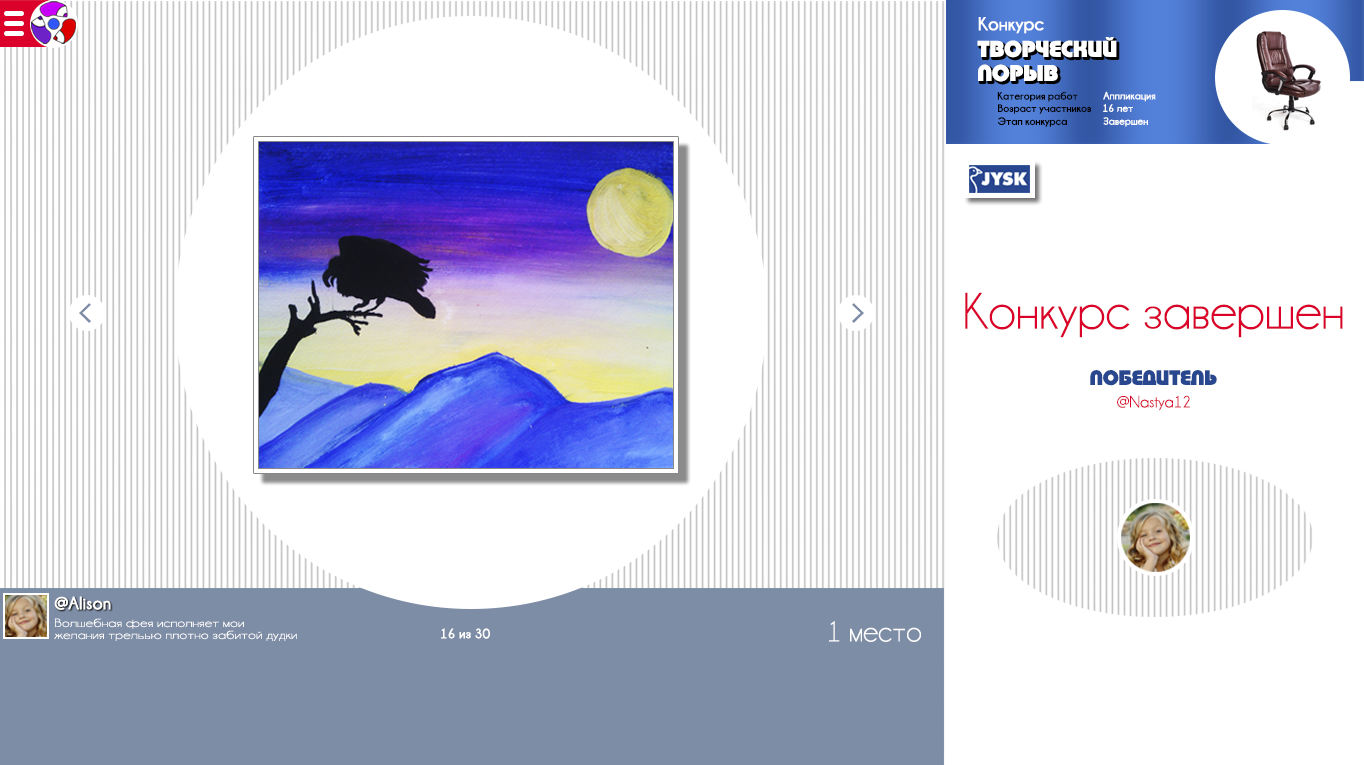 Конкурс
ТВОРЧЕСКИЙ
ПОРЫВ
Категория работ Аппликация
Возраст участников 16 лет
Этап конкурса Завершен
JYSK
Конкурс завершен
ПОБЕДИТЕЛЬ
@Nastya12
@Alison
Волшебная фея исполняет мои
желания трелью плотно забитой дудки
16 из 30
1 место